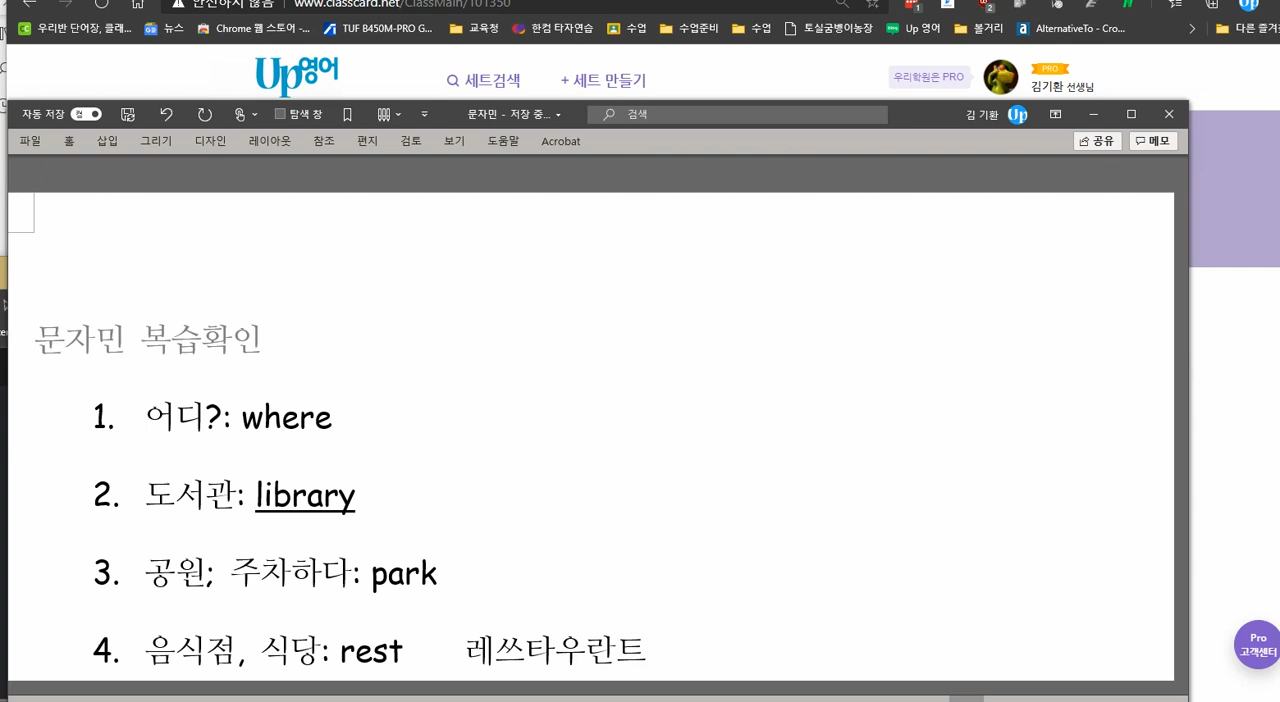 안전하지 않음 | www.classcard.net/ClassMain/101350
우리반 단어장, 클래... 뉴스 Chrome 웹 스토어 -... TUF B450M-PRO G... 교육청 한컴 타자연습 수업 수업준비 수업 토실굼벵이농장 Up 영어 볼거리 AlternativeTo - Cro... 다른 즐겨
Up영어 세트검색 + 세트 만들기 우리학원은 PRO PRO
김기환 선생님
자동 저장 컴 탐색 창 문자민 - 저장 중... 검색 김 기환 Up
파일 홈 삽입 그리기 디자인 레이아웃 참조 편지 검토 보기 도움말 Acrobat 공유 메모
문자민 복습확인
1. 어디?: where
2. 도서관: library
3. 공원; 주차하다: park
4. 음식점, 식당: rest 레쓰타우란트
Pro
고객센터